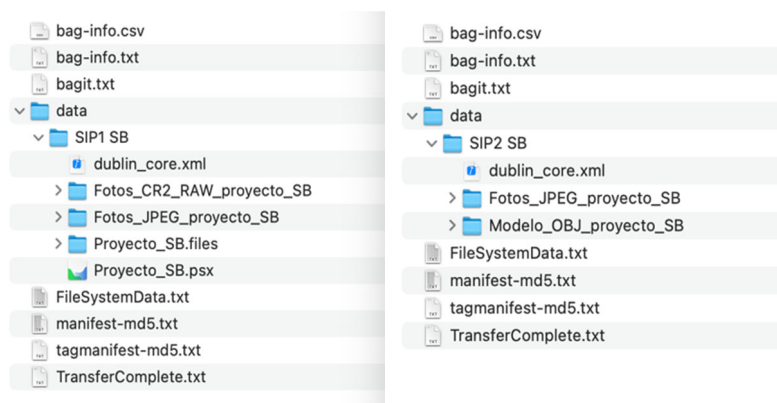 bag-info.csv
bag-info.txt
bagit.txt
data
SIP1 SB
dublin_core.xml
Fotos_CR2_RAW_proyecto_SB
Fotos_JPEG_proyecto_SB
Proyecto_SB.files
Proyecto_SB.psx
FileSystemData.txt
manifest-md5.txt
tagmanifest-md5.txt
TransferComplete.txt
bag-info.csv
bag-info.txt
bagit.txt
data
SIP2 SB
dublin_core.xml
Fotos_JPEG_proyecto_SB
Modelo_OBJ_proyecto_SB
FileSystemData.txt
manifest-md5.txt
tagmanifest-md5.txt
TransferComplete.txt